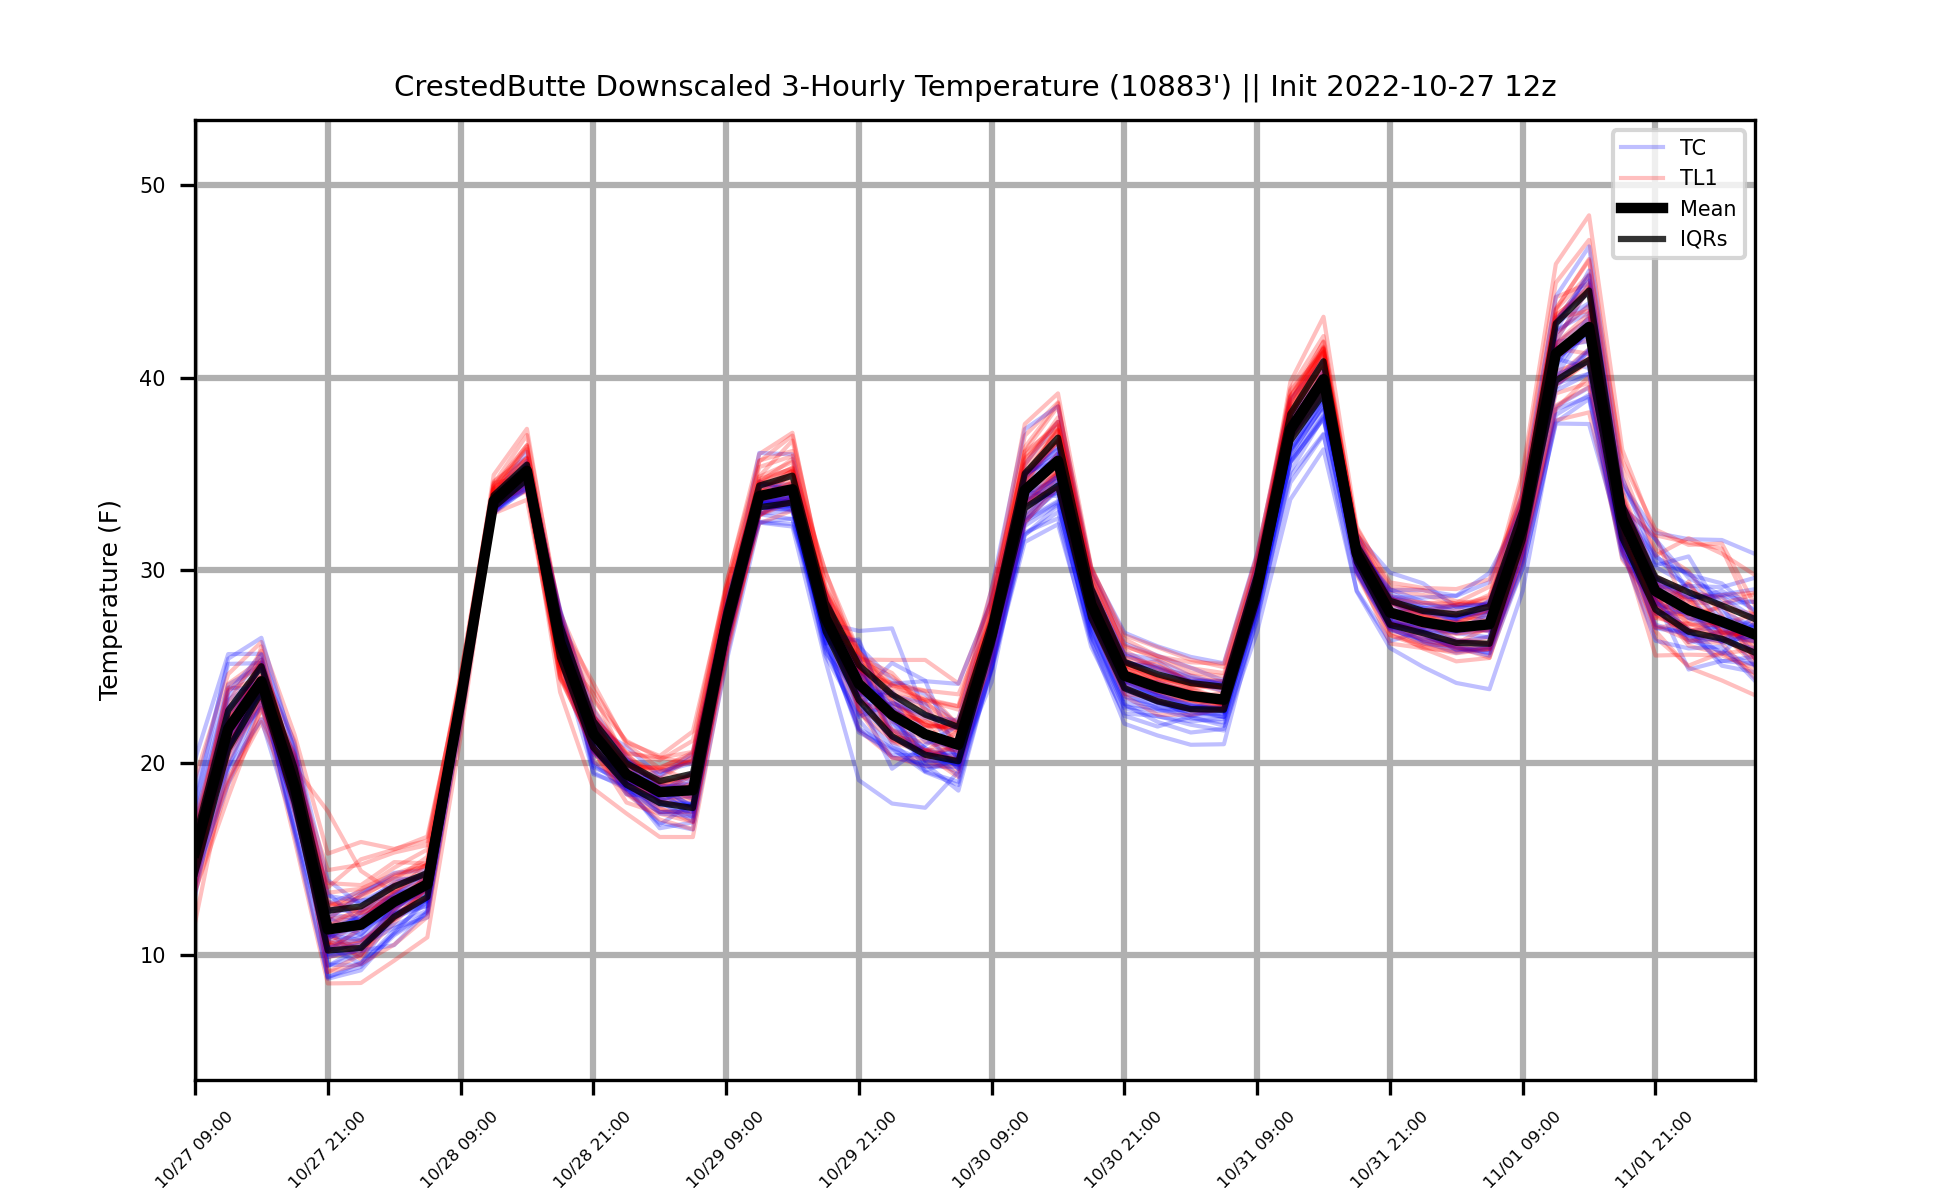 CrestedButte Downscaled 3-Hourly Temperature (10883') || Init 2022-10-27 12z
TC
TL1
Mean
IQRs
Temperature (F)
50
40
30
20
10
10/27 09:00
10/27 21:00
10/28 09:00
10/28 21:00
10/29 09:00
10/29 21:00
10/30 09:00
10/30 21:00
10/31 09:00
10/31 21:00
11/01 09:00
11/01 21:00